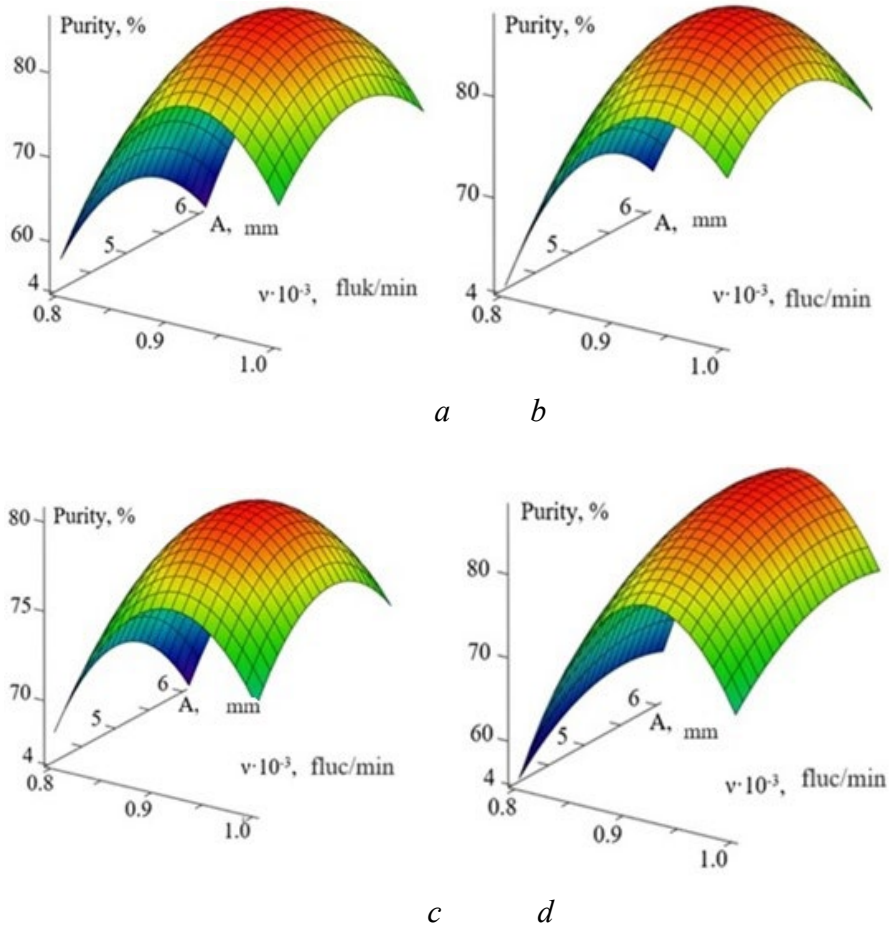 Purity, %
80
70
60
4
5
6
A, mm
0.8
0.9
1.0
ν·10⁻³, fluk/min
Purity, %
80
70
4
5
6
A, mm
0.8
0.9
1.0
ν·10⁻³, fluc/min
a b
Purity, %
80
75
70
4
5
6
A, mm
0.8
0.9
1.0
ν·10⁻³, fluc/min
Purity, %
80
70
60
4
5
6
A, mm
0.8
0.9
1.0
ν·10⁻³, fluc/min
c d